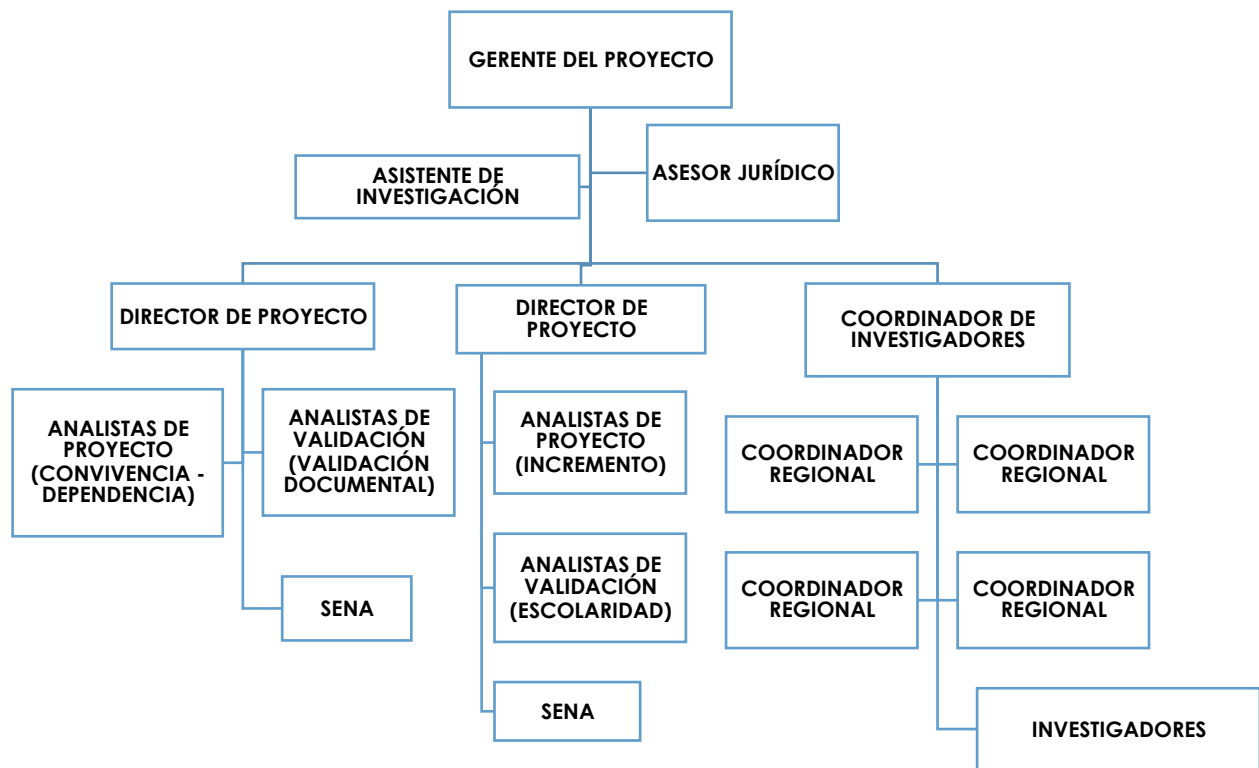 GERENTE DEL PROYECTO
ASISTENTE DE
INVESTIGACIÓN
ASESOR JURÍDICO
DIRECTOR DE PROYECTO
ANALISTAS DE
PROYECTO
(CONVIVENCIA -
DEPENDENCIA)
ANALISTAS DE
VALIDACIÓN
(VALIDACIÓN
DOCUMENTAL)
SENA
DIRECTOR DE
PROYECTO
ANALISTAS DE
PROYECTO
(INCREMENTO)
ANALISTAS DE
VALIDACIÓN
(ESCOLARIDAD)
SENA
COORDINADOR DE
INVESTIGADORES
COORDINADOR
REGIONAL
COORDINADOR
REGIONAL
COORDINADOR
REGIONAL
COORDINADOR
REGIONAL
INVESTIGADORES